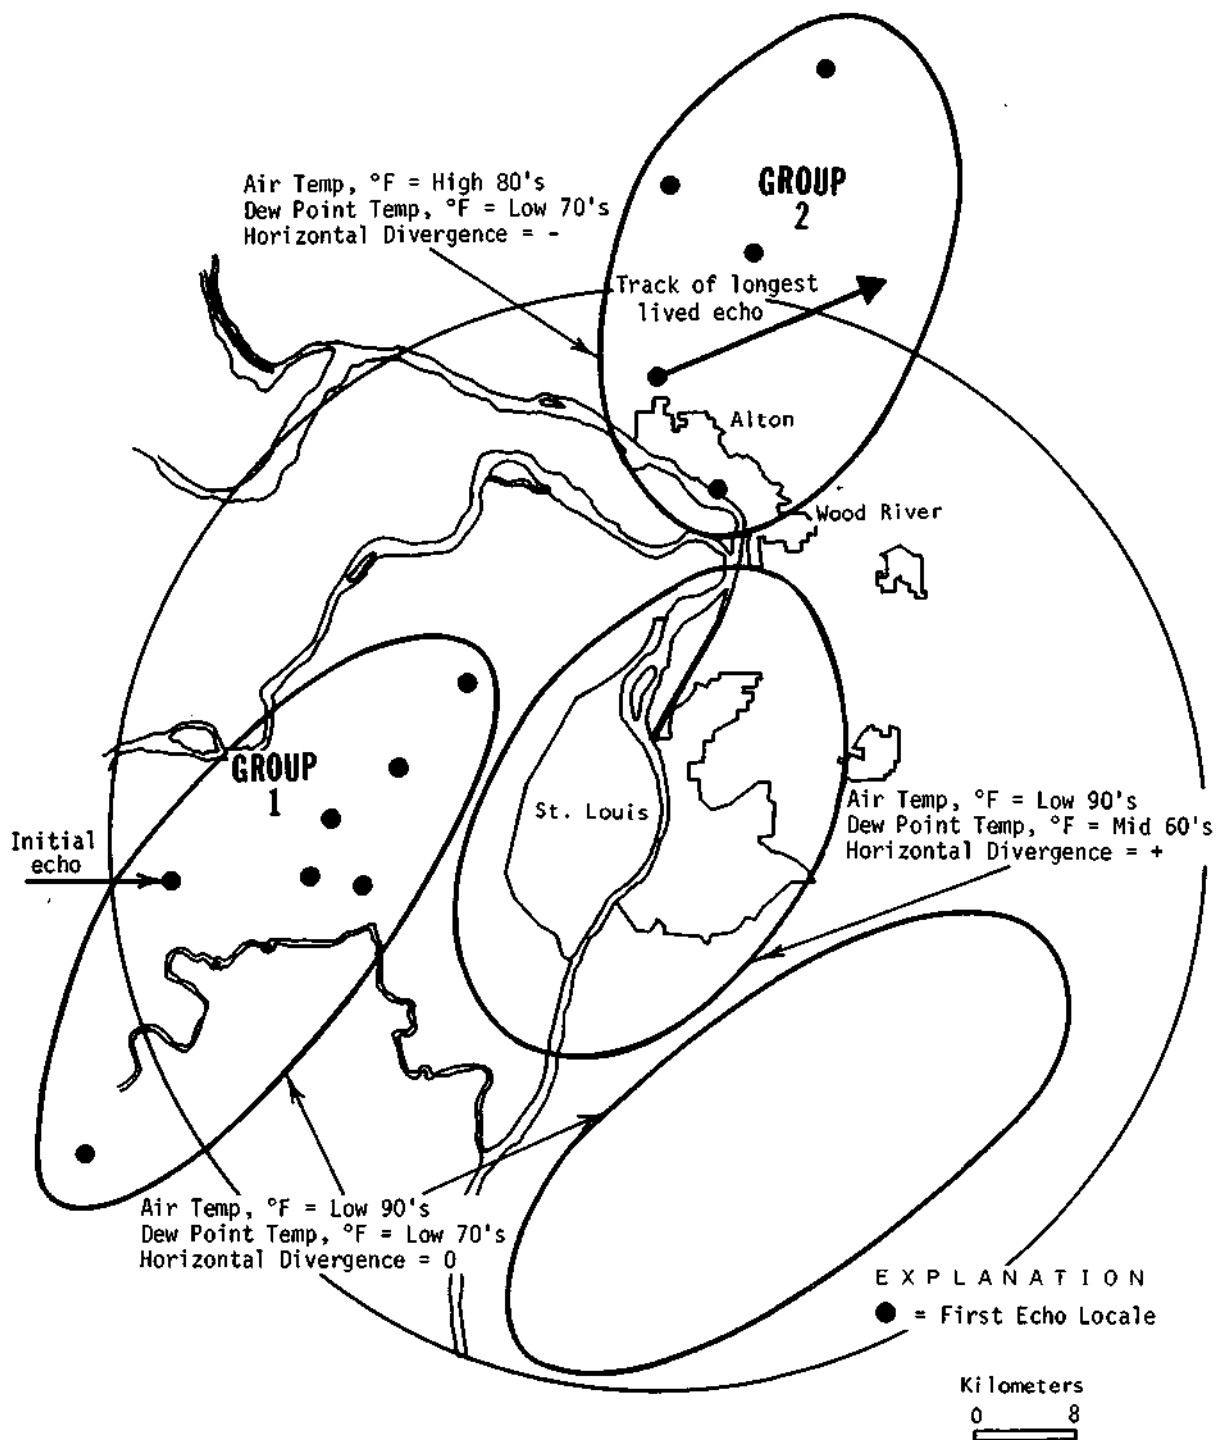 GROUP
2
Air Temp, °F = High 80's
Dew Point Temp, °F = Low 70's
Horizontal Divergence = -
Track of longest
lived echo
Alton
Wood River
GROUP
1
St. Louis
Air Temp, °F = Low 90's
Dew Point Temp, °F = Mid 60's
Horizontal Divergence = +
Initial
echo
Air Temp, °F = Low 90's
Dew Point Temp, °F = Low 70's
Horizontal Divergence = 0
EXPLANATION
= First Echo Locale
Kilometers
0 8